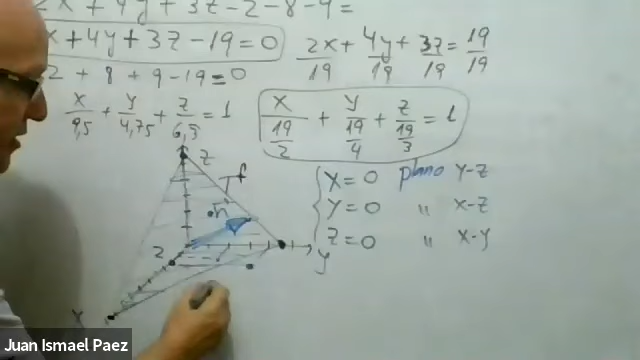 2x + 4y + 3z - 2 - 8 - 9 =
x + 4y + 3z - 19 = 0
2x/19 + 4y/19 + 3z/19 = 19/19
2 + 8 + 9 - 19 = 0
x/9,5 + y/4,75 + z/6,3 = 1
x/(19/2) + y/(19/4) + z/(19/3) = 1
z
n
x = 0 plano y-z
y = 0 " x-z
z = 0 " x-y
2
y
x
Juan Ismael Paez